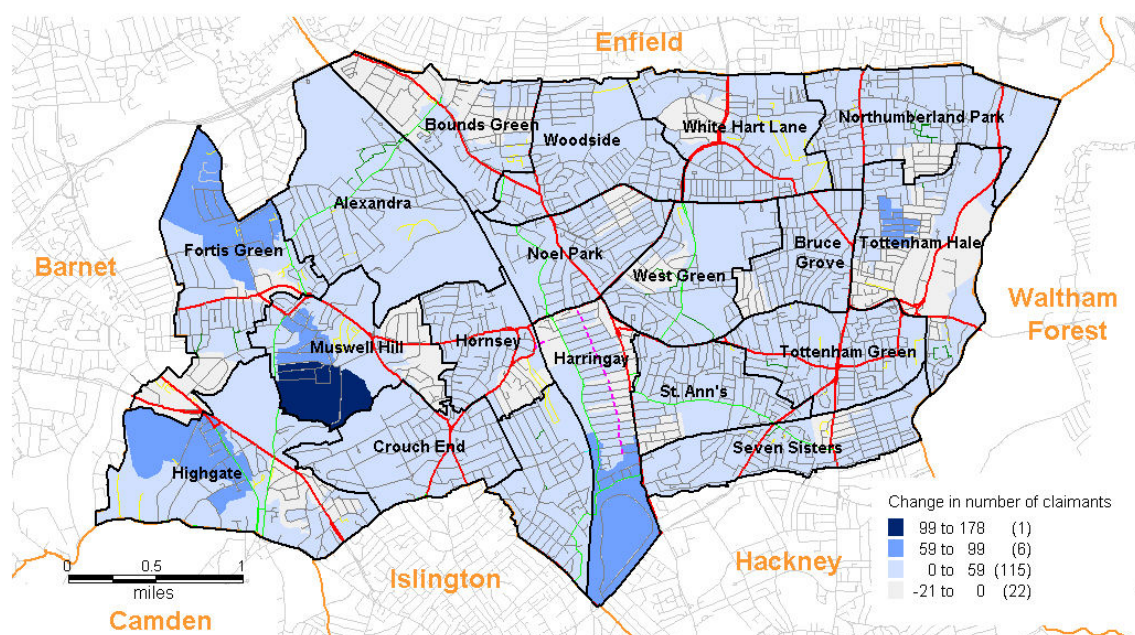 Enfield
Bounds Green
Woodside
White Hart Lane
Northumberland Park
Alexandra
Fortis Green
Noel Park
West Green
Bruce
Grove
Tottenham Hale
Barnet
Waltham
Forest
Muswell Hill
Hornsey
Harringay
Tottenham Green
St. Ann's
Crouch End
Seven Sisters
Highgate
Change in number of claimants
99 to 178 (1)
59 to 99 (6)
0 to 59 (115)
-21 to 0 (22)
0 0.5 1
miles
Islington
Hackney
Camden